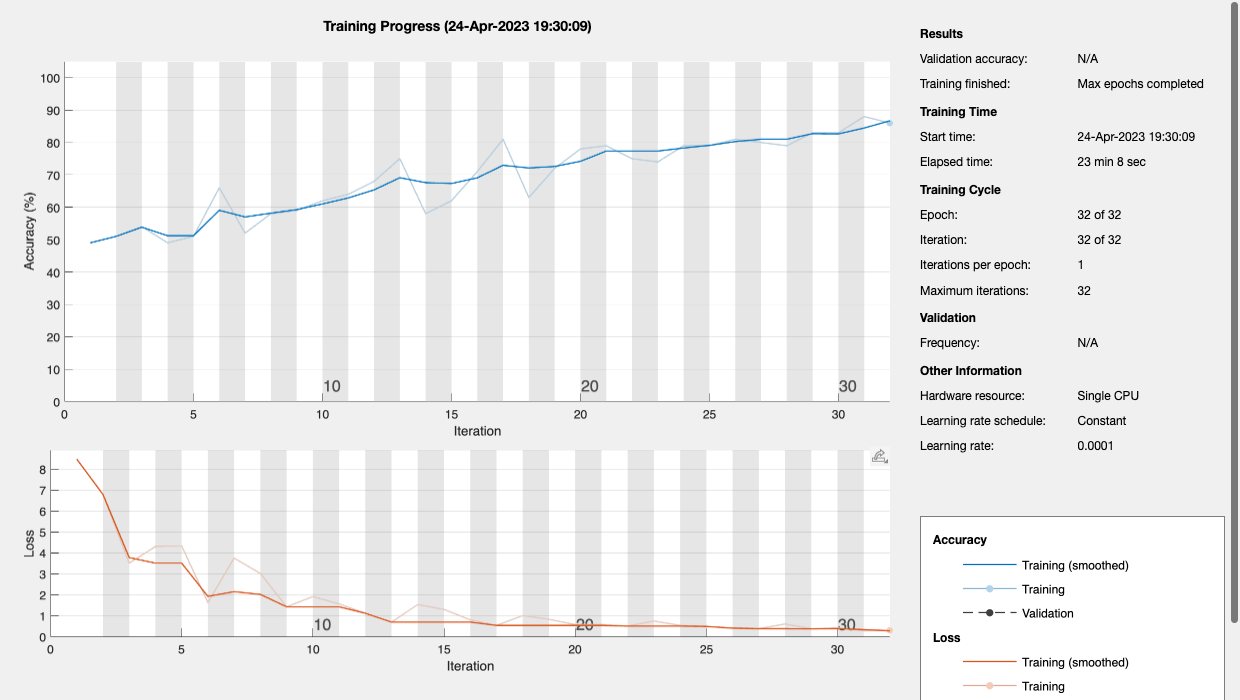 Training Progress (24-Apr-2023 19:30:09)
Accuracy (%)
100
90
80
70
60
50
40
30
20
10
0
10 20 30
0 5 10 15 20 25 30
Iteration
Loss
8
7
6
5
4
3
2
1
0
10 20 30
0 5 10 15 20 25 30
Iteration
Results
Validation accuracy: N/A
Training finished: Max epochs completed
Training Time
Start time: 24-Apr-2023 19:30:09
Elapsed time: 23 min 8 sec
Training Cycle
Epoch: 32 of 32
Iteration: 32 of 32
Iterations per epoch: 1
Maximum iterations: 32
Validation
Frequency: N/A
Other Information
Hardware resource: Single CPU
Learning rate schedule: Constant
Learning rate: 0.0001
Accuracy
Training (smoothed)
Training
Validation
Loss
Training (smoothed)
Training